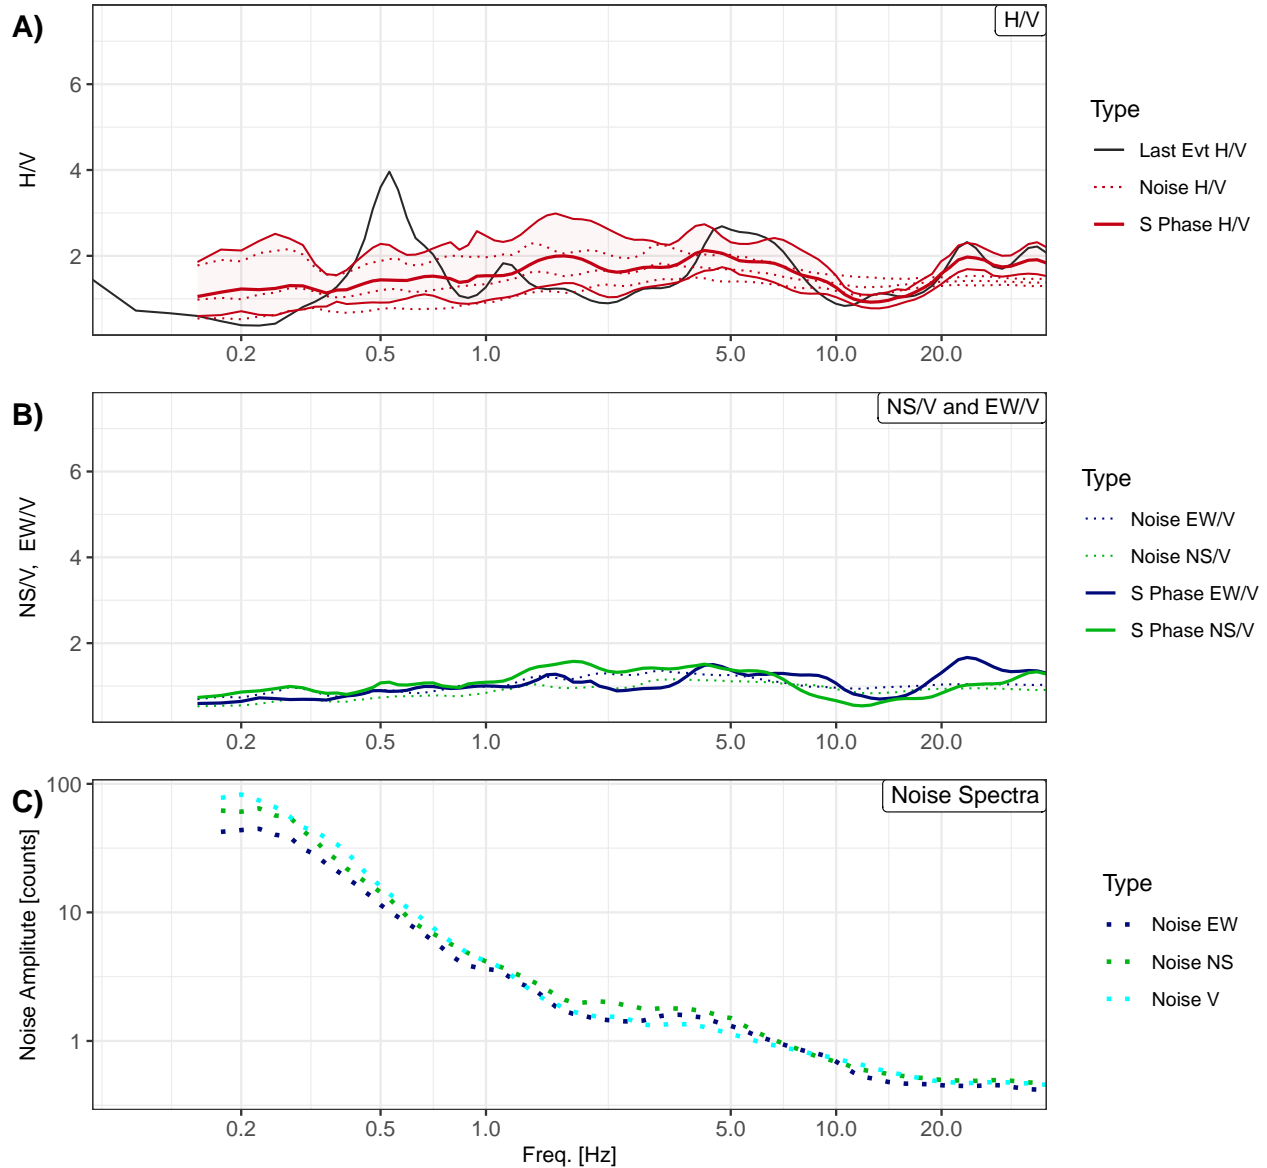 A)
H/V
6
4
2
H/V
0.2 0.5 1.0 5.0 10.0 20.0
Type
Last Evt H/V
Noise H/V
S Phase H/V
B)
NS/V and EW/V
6
4
2
NS/V, EW/V
0.2 0.5 1.0 5.0 10.0 20.0
Type
Noise EW/V
Noise NS/V
S Phase EW/V
S Phase NS/V
C)
Noise Spectra
100
10
1
Noise Amplitute [counts]
0.2 0.5 1.0 5.0 10.0 20.0
Freq. [Hz]
Type
Noise EW
Noise NS
Noise V